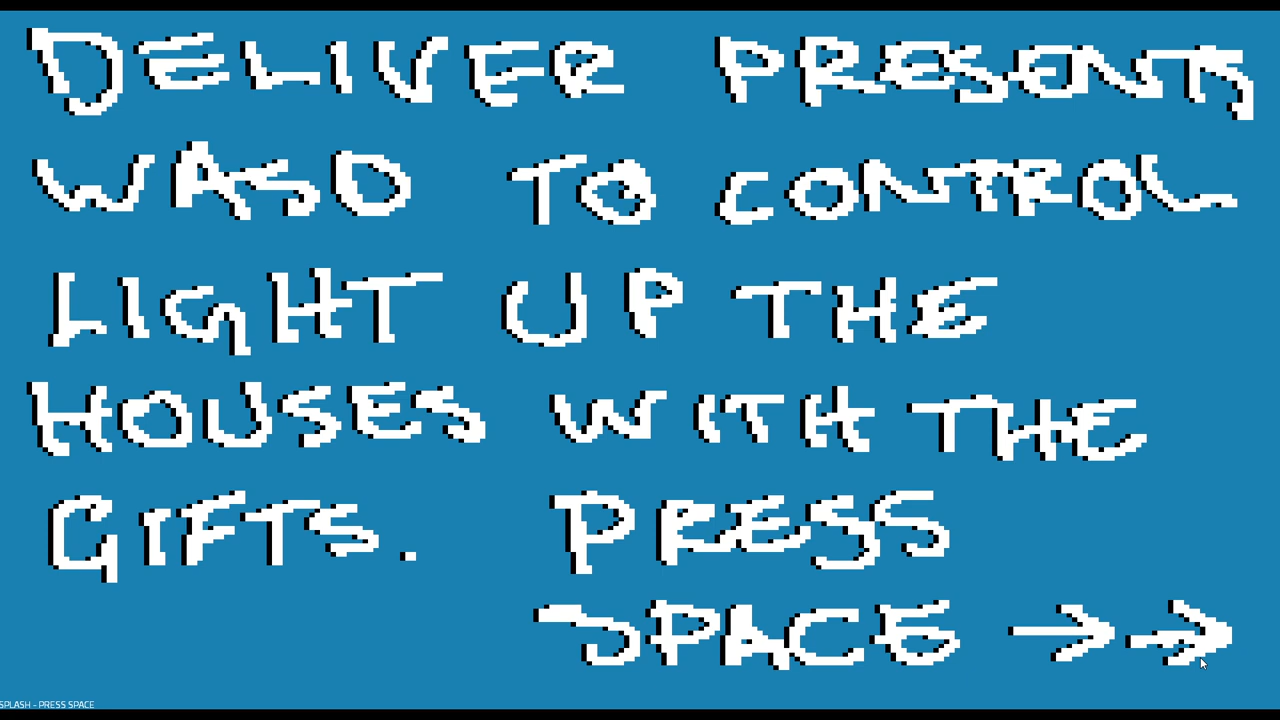 DELIVER PRESENTS
WASD TO CONTROL
LIGHT UP THE
HOUSES WITH THE
GIFTS. PRESS
SPACE →→
SPLASH - PRESS SPACE